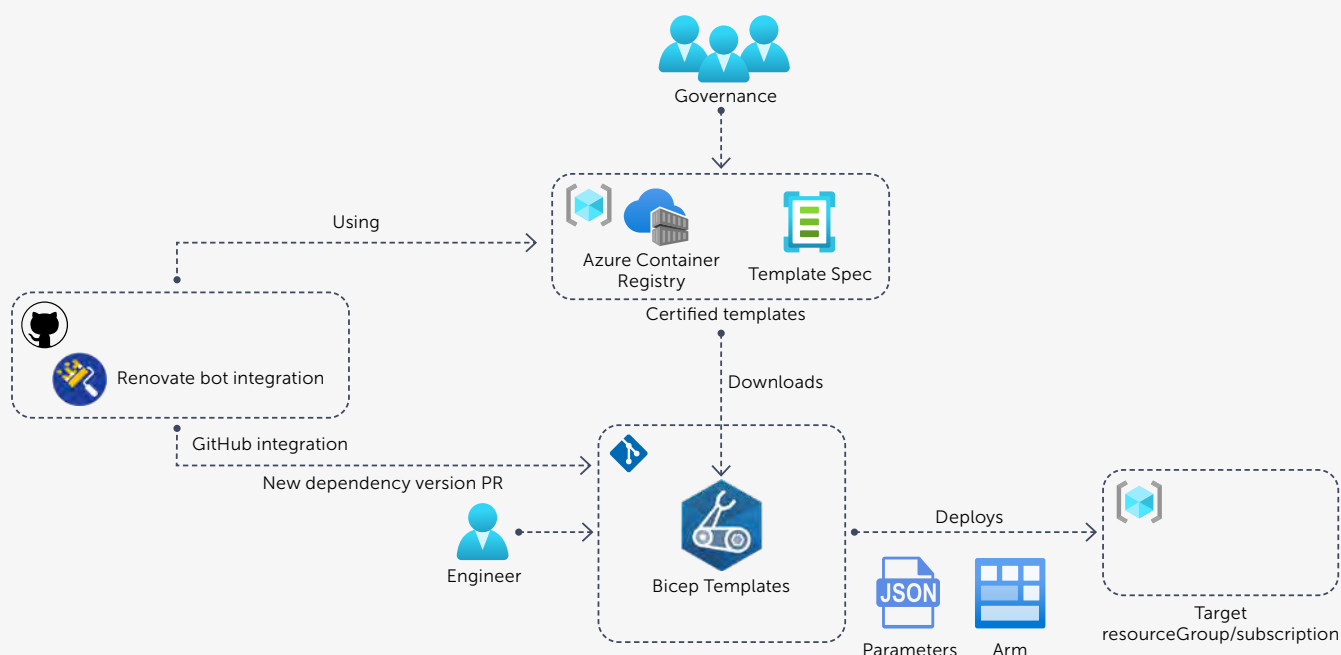 Governance
Using
Azure Container
Registry
Template Spec
Certified templates
Renovate bot integration
Downloads
GitHub integration
New dependency version PR
Engineer
Bicep Templates
Deploys
JSON
Parameters
Arm
Target
resourceGroup/subscription